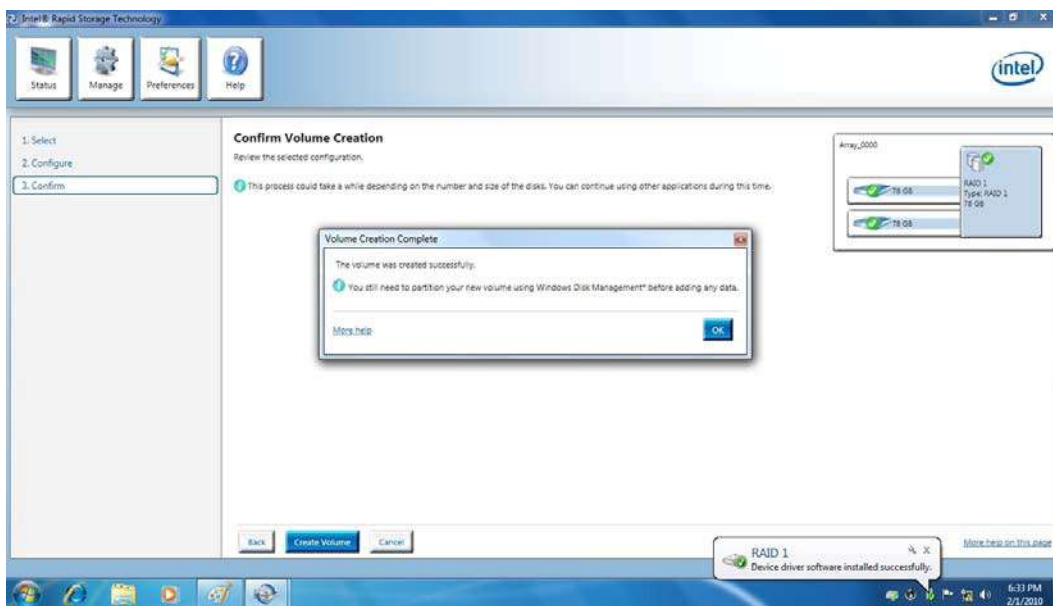 Intel® Rapid Storage Technology
Status
Manage
Preferences
Help
intel
1. Select
2. Configure
3. Confirm
Confirm Volume Creation
Review the selected configuration.
This process could take a while depending on the number and size of the disks. You can continue using other applications during this time.
Array_0000
78 GB
78 GB
RAID 1
Type: RAID 1
78 GB
Volume Creation Complete
The volume was created successfully.
You still need to partition your new volume using Windows Disk Management* before adding any data.
More help
OK
Back
Create Volume
Cancel
More help on this page
RAID 1
Device driver software installed successfully.
6:33 PM
2/1/2010